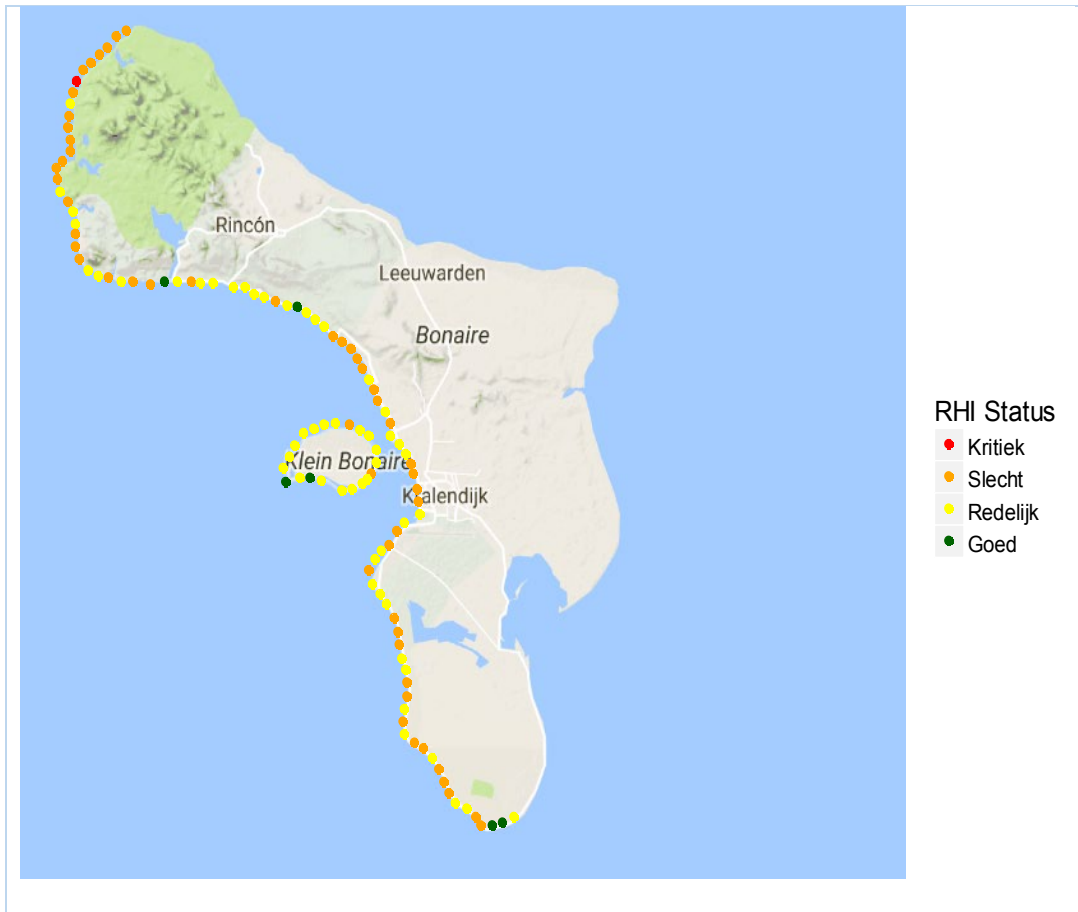 Rincón
Leeuwarden
Bonaire
Klein Bonaire
Kralendijk
RHI Status
Kritiek
Slecht
Redelijk
Goed